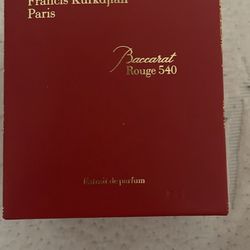 Francis Kurkdjian
Paris
Baccarat
Rouge 540
Extrait de parfum